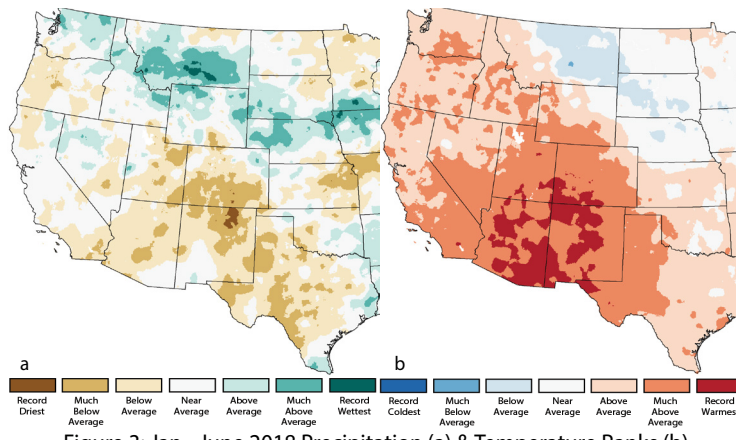 a
b
Record Driest
Much Below Average
Below Average
Near Average
Above Average
Much Above Average
Record Wettest
Record Coldest
Much Below Average
Below Average
Near Average
Above Average
Much Above Average
Record Warmes
Figure 3: Jan - June 2018 Precipitation (a) & Temperature Ranks (b)